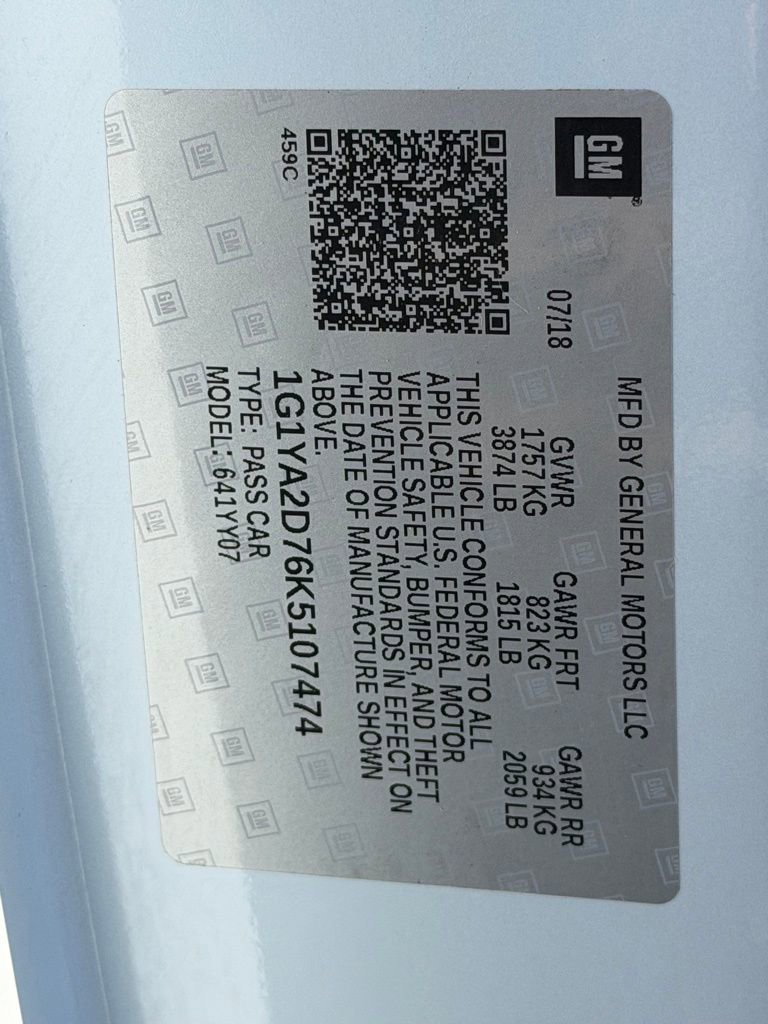 GM
MFD BY GENERAL MOTORS LLC
07/18
GVWR GAWR FRT GAWR RR
1757 KG 823 KG 934 KG
3874 LB 1815 LB 2059 LB
THIS VEHICLE CONFORMS TO ALL
APPLICABLE U.S. FEDERAL MOTOR
VEHICLE SAFETY, BUMPER, AND THEFT
PREVENTION STANDARDS IN EFFECT ON
THE DATE OF MANUFACTURE SHOWN
ABOVE.
459C
1G1YA2D76K5107474
TYPE: PASS CAR
MODEL: 641YY07